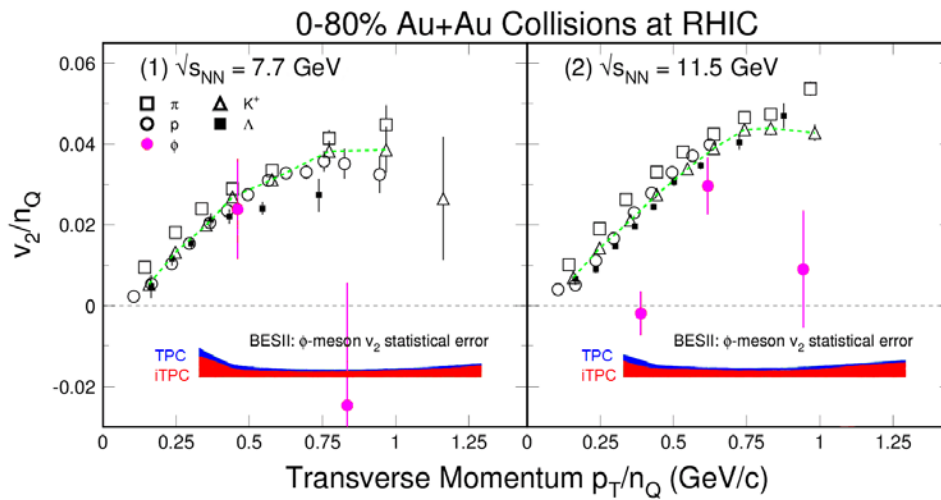 0-80% Au+Au Collisions at RHIC
(1) √sNN = 7.7 GeV
(2) √sNN = 11.5 GeV
π
K+
p
Λ
ϕ
v2/nQ
0.06
0.04
0.02
0
-0.02
BESII: ϕ-meson v2 statistical error
TPC
iTPC
BESII: ϕ-meson v2 statistical error
TPC
iTPC
0 0.25 0.5 0.75 1 1.25
0 0.25 0.5 0.75 1 1.25
Transverse Momentum pT/nQ (GeV/c)